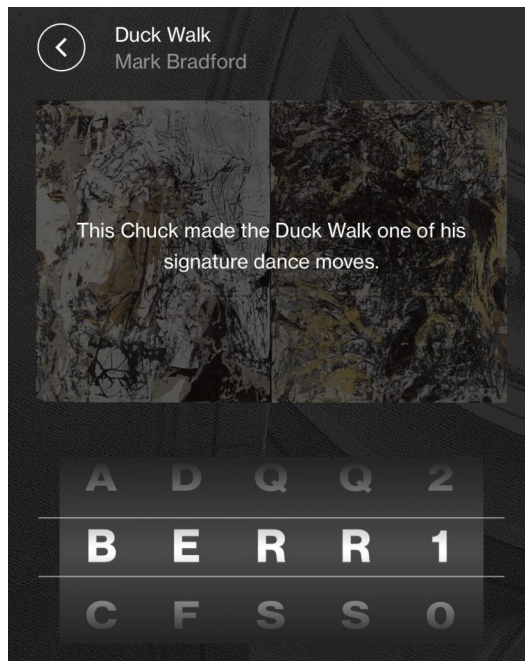 Duck Walk
Mark Bradford
This Chuck made the Duck Walk one of his
signature dance moves.
A D Q Q 2
B E R R 1
C F S S 0